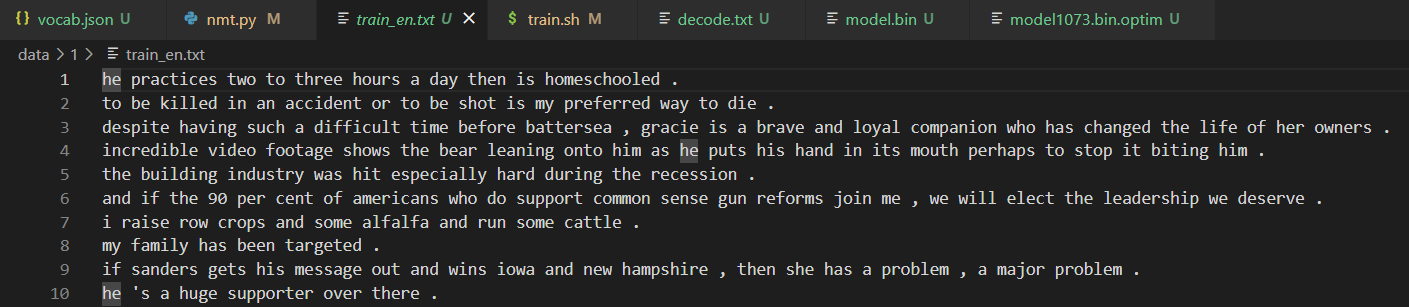 {} vocab.json U nmt.py M train_en.txt U × $ train.sh M decode.txt U model.bin U model1073.bin.optim U
data > 1 > train_en.txt
1 he practices two to three hours a day then is homeschooled .
2 to be killed in an accident or to be shot is my preferred way to die .
3 despite having such a difficult time before battersea , gracie is a brave and loyal companion who has changed the life of her owners .
4 incredible video footage shows the bear leaning onto him as he puts his hand in its mouth perhaps to stop it biting him .
5 the building industry was hit especially hard during the recession .
6 and if the 90 per cent of americans who do support common sense gun reforms join me , we will elect the leadership we deserve .
7 i raise row crops and some alfalfa and run some cattle .
8 my family has been targeted .
9 if sanders gets his message out and wins iowa and new hampshire , then she has a problem , a major problem .
10 he 's a huge supporter over there .